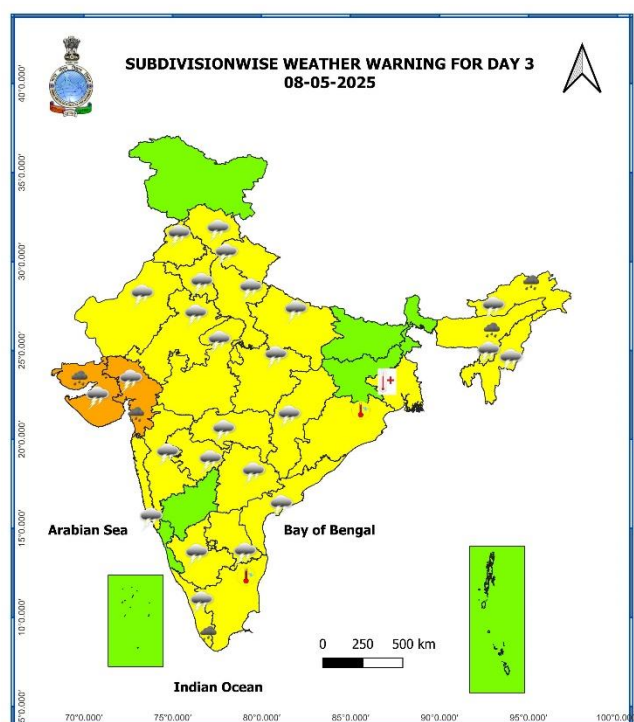 SUBDIVISIONWISE WEATHER WARNING FOR DAY 3
08-05-2025
40°0.000'
35°0.000'
30°0.000'
25°0.000'
20°0.000'
15°0.000'
10°0.000'
5°0.000'
Arabian Sea
Bay of Bengal
0 250 500 km
Indian Ocean
70°0.000' 75°0.000' 80°0.000' 85°0.000' 90°0.000' 95°0.000' 100°0.0